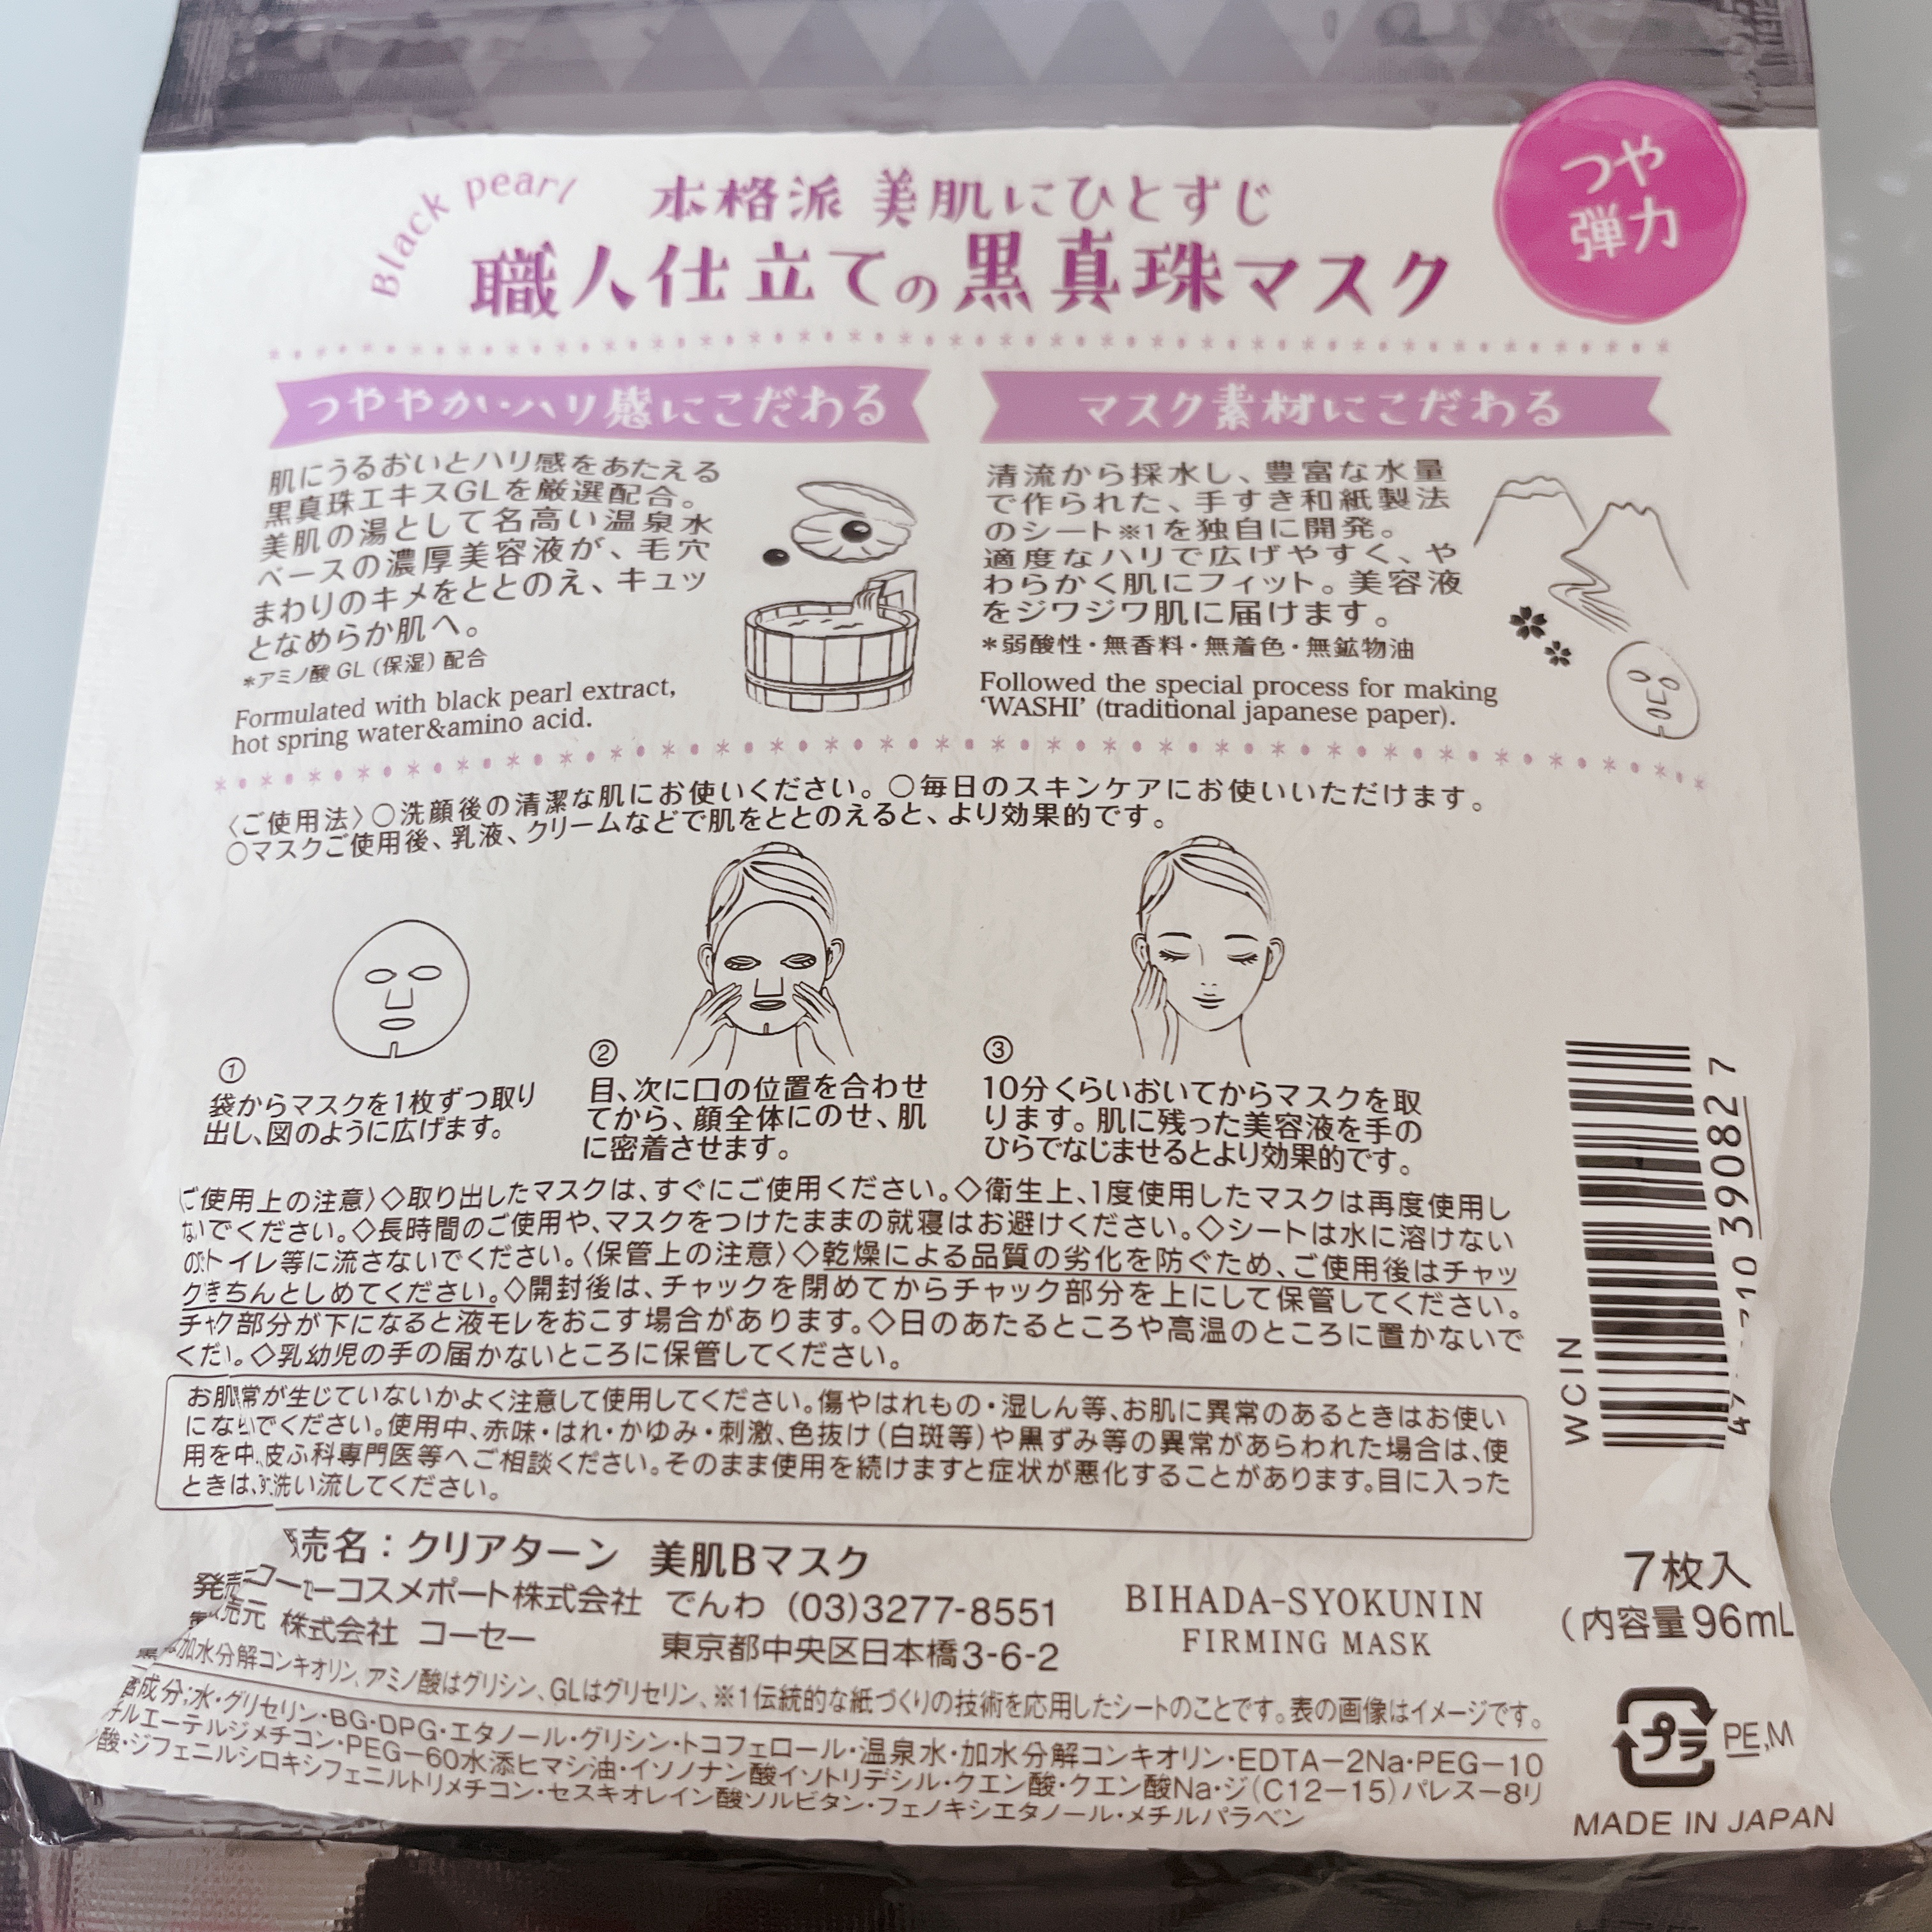 Black pearl
本格派 美肌にひとすじ
職人仕立ての黒真珠マスク
つや
弾力
つややかハリ感にこだわる
肌にうるおいとハリ感をあたえる
黒真珠エキスGLを厳選配合。
美肌の湯として名高い温泉水
ベースの濃厚美容液が、毛穴
まわりのキメをととのえ、キュッ
となめらか肌へ。
*アミノ酸 GL(保湿)配合
Formulated with black pearl extract,
hot spring water&amino acid.
マスク素材にこだわる
清流から採水し、豊富な水量
で作られた、手すき和紙製法
のシート※1を独自に開発。
適度なハリで広げやすく、や
わらかく肌にフィット。美容液
をジワジワ肌に届けます。
*弱酸性・無香料・無着色・無鉱物油
Followed the special process for making
'WASHI' (traditional japanese paper).
〈ご使用法〉○洗顔後の清潔な肌にお使いください。○毎日のスキンケアにお使いいただけます。
○マスクご使用後、乳液、クリームなどで肌をととのえると、より効果的です。
①
袋からマスクを1枚ずつ取り
出し、図のように広げます。
②
目、次に口の位置を合わせ
てから、顔全体にのせ、肌
に密着させます。
③
10分くらいおいてからマスクを取
ります。肌に残った美容液を手の
ひらでなじませるとより効果的です。
ご使用上の注意〉◇取り出したマスクは、すぐにご使用ください。◇衛生上、1度使用したマスクは再度使用し
ないでください。◇長時間のご使用や、マスクをつけたままの就寝はお避けください。◇シートは水に溶けない
のトイレ等に流さないでください。〈保管上の注意〉◇乾燥による品質の劣化を防ぐため、ご使用後はチャッ
クきちんとしめてください。◇開封後は、チャックを閉めてからチャック部分を上にして保管してください。
チャク部分が下になると液モレをおこす場合があります。◇日のあたるところや高温のところに置かないで
くだ。◇乳幼児の手の届かないところに保管してください。
お肌常が生じていないかよく注意して使用してください。傷やはれもの・湿しん等、お肌に異常のあるときはお使い
にならでください。使用中、赤味・はれ・かゆみ・刺激、色抜け(白斑等)や黒ずみ等の異常があらわれた場合は、使
用を中、皮ふ科専門医等へご相談ください。そのまま使用を続けますと症状が悪化することがあります。目に入った
ときは、洗い流してください。
売名：クリアターン 美肌Bマスク
発売 コーセーコスメポート株式会社 でんわ (03)3277-8551
売元 株式会社 コーセー 東京都中央区日本橋3-6-2
BIHADA-SYOKUNIN
FIRMING MASK
加水分解コンキオリン、アミノ酸はグリシン、GLはグリセリン、※1伝統的な紙づくりの技術を応用したシートのことです。表の画像はイメージです。
成分;水・グリセリン・BG・DPG・エタノール・グリシン・トコフェロール・温泉水・加水分解コンキオリン・EDTA-2Na・PEG-10
チルエーテルジメチコン・PEG-60水添ヒマシ油・イソノナン酸イソトリデシル・クエン酸・クエン酸Na・ジ(C12-15)パレス-8リ
ン酸・ジフェニルシロキシフェニルトリメチコン・セスキオレイン酸ソルビタン・フェノキシエタノール・メチルパラベン
WCIN
10 39082 7
7枚入
(内容量96mL
プラ PE,M
MADE IN JAPAN